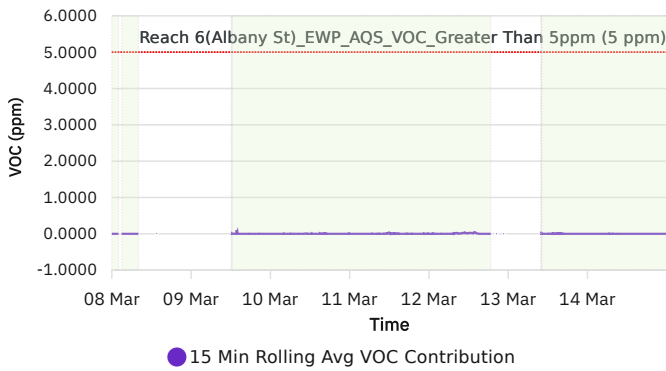 6.0000
Reach 6(Albany St)_EWP_AQS_VOC_Greater Than 5ppm (5 ppm)
5.0000
4.0000
3.0000
2.0000
1.0000
0.0000
-1.0000
VOC (ppm)
08 Mar 09 Mar 10 Mar 11 Mar 12 Mar 13 Mar 14 Mar
Time
15 Min Rolling Avg VOC Contribution